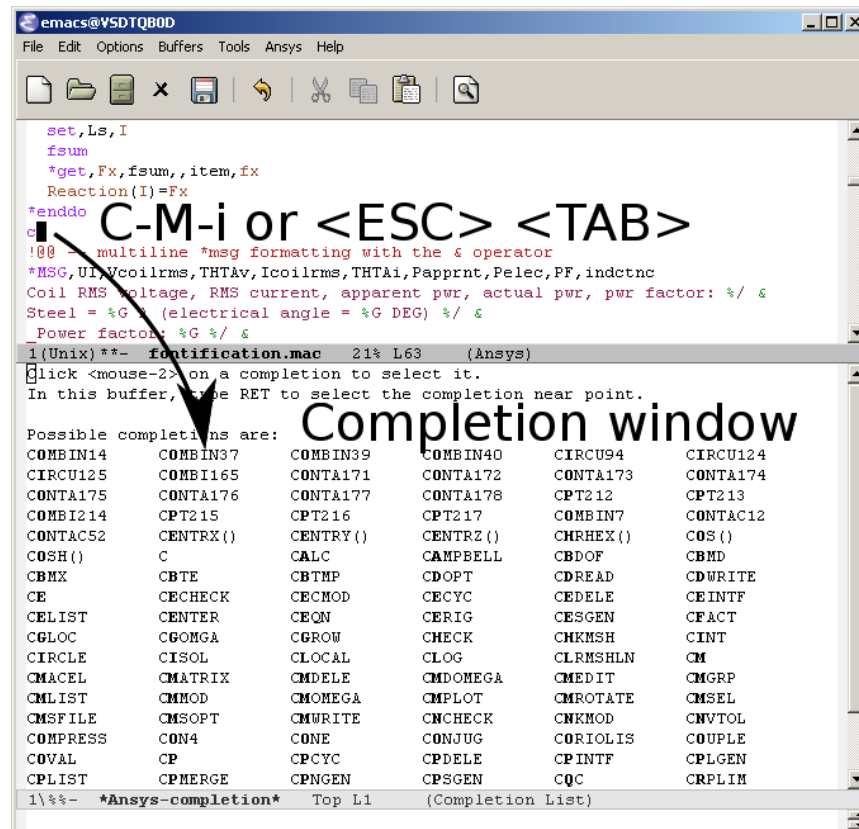 emacs@VSDTQB0D
File Edit Options Buffers Tools Ansys Help
set,Ls,I
fsum
*get,Fx,fsum,,item,fx
Reaction(I)=Fx
*enddo
c
C-M-i or <ESC> <TAB>
!@@ -- multiline *msg formatting with the & operator
*MSG,UI,Vcoilrms,THTAv,Icoilrms,THTAi,Papprnt,Pelec,PF,indctnc
Coil RMS voltage, RMS current, apparent pwr, actual pwr, pwr factor: %/ &
Steel = %G A (electrical angle = %G DEG) %/ &
_Power factor: %G %/ &
1(Unix)**- fontification.mac 21% L63 (Ansys)
Click <mouse-2> on a completion to select it.
In this buffer, type RET to select the completion near point.
Completion window
Possible completions are:
COMBIN14 COMBIN37 COMBIN39 COMBIN40 CIRCU94 CIRCU124
CIRCU125 COMBI165 CONTA171 CONTA172 CONTA173 CONTA174
CONTA175 CONTA176 CONTA177 CONTA178 CPT212 CPT213
COMBI214 CPT215 CPT216 CPT217 COMBIN7 CONTAC12
CONTAC52 CENTRX() CENTRY() CENTRZ() CHRHEX() COS()
COSH() C CALC CAMPBELL CBDOF CBMD
CBMX CBTE CBTMP CDOPT CDREAD CDWRITE
CE CECHECK CECMOD CECYC CEDELE CEINTF
CELIST CENTER CEQN CERIG CESGEN CFACT
CGLOC CGOMGA CGROW CHECK CHKMSH CINT
CIRCLE CISOL CLOCAL CLOG CLRMSHLN CM
CMACEL CMATRIX CMDELE CMDOMEGA CMEDIT CMGRP
CMLIST CMMOD CMOMEGA CMPLOT CMROTATE CMSEL
CMSFILE CMSOPT CMWRITE CNCHECK CNKMOD CNVTOL
COMPRESS CON4 CONE CONJUG CORIOLIS COUPLE
COVAL CP CPCYC CPDELE CPINTF CPLGEN
CPLIST CPMERGE CPNGEN CPSGEN CQC CRPLIM
1\%%- *Ansys-completion* Top L1 (Completion List)